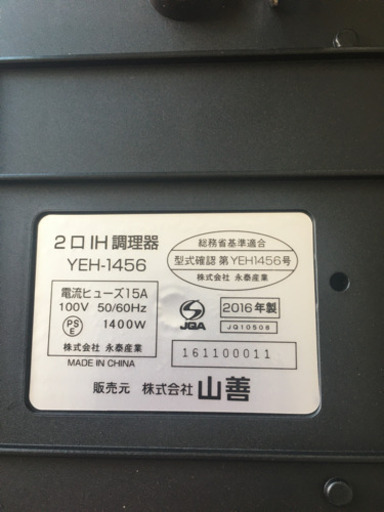 2口IH調理器
YEH-1456
電流ヒューズ15A
100V 50/60Hz
PSE 1400W
株式会社 永泰産業
MADE IN CHINA
総務省基準適合
型式確認 第YEH1456号
株式会社 永泰産業
JQA
2016年製
JQ10508
161100011
販売元 株式会社 山善